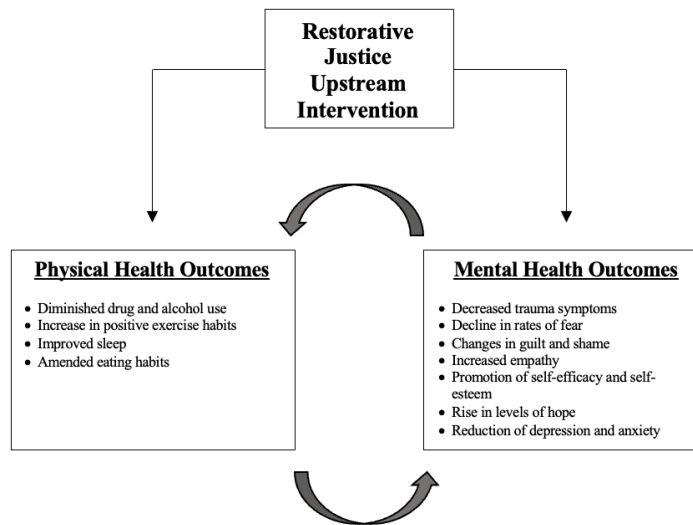 Restorative
Justice
Upstream
Intervention
Physical Health Outcomes
• Diminished drug and alcohol use
• Increase in positive exercise habits
• Improved sleep
• Amended eating habits
Mental Health Outcomes
• Decreased trauma symptoms
• Decline in rates of fear
• Changes in guilt and shame
• Increased empathy
• Promotion of self-efficacy and self-
esteem
• Rise in levels of hope
• Reduction of depression and anxiety